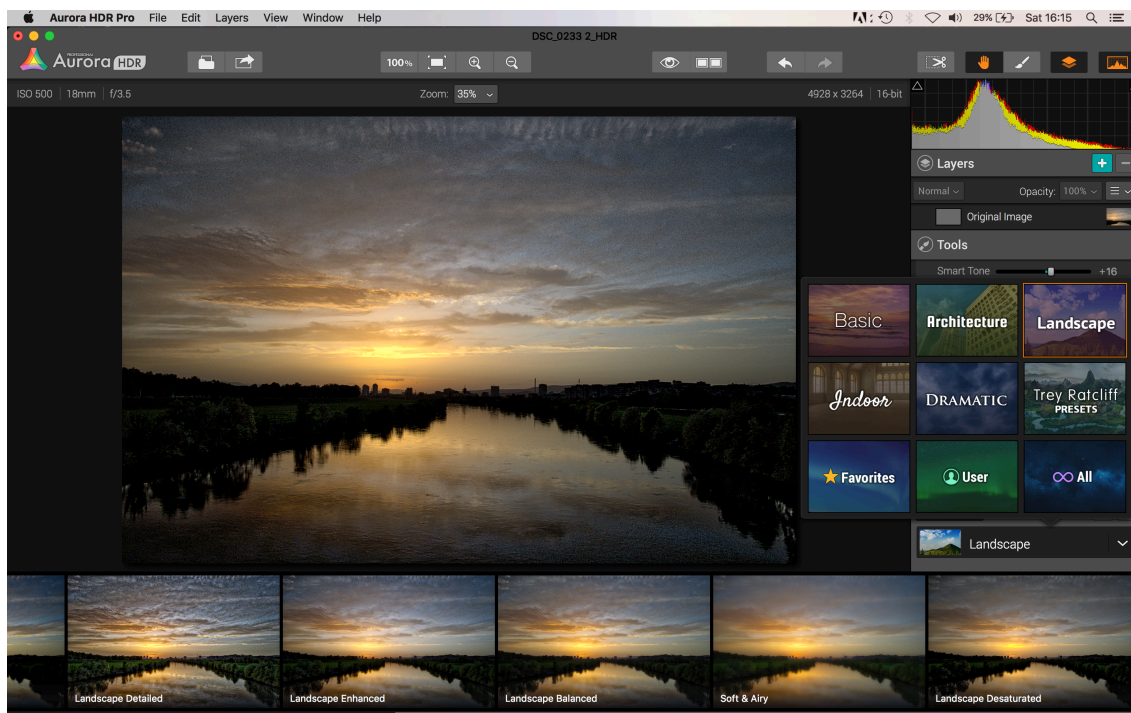 Aurora HDR Pro File Edit Layers View Window Help
29% Sat 16:15
DSC_0233 2_HDR
PROFESSIONAL
Aurora HDR
100%
ISO 500 18mm f/3.5
Zoom: 35%
4928 x 3264 16-bit
Layers
Normal Opacity: 100%
Original Image
Tools
Smart Tone +16
Basic
Architecture
Landscape
Indoor
DRAMATIC
Trey Ratcliff
PRESETS
Favorites
User
All
Landscape
Landscape Detailed
Landscape Enhanced
Landscape Balanced
Soft & Airy
Landscape Desaturated